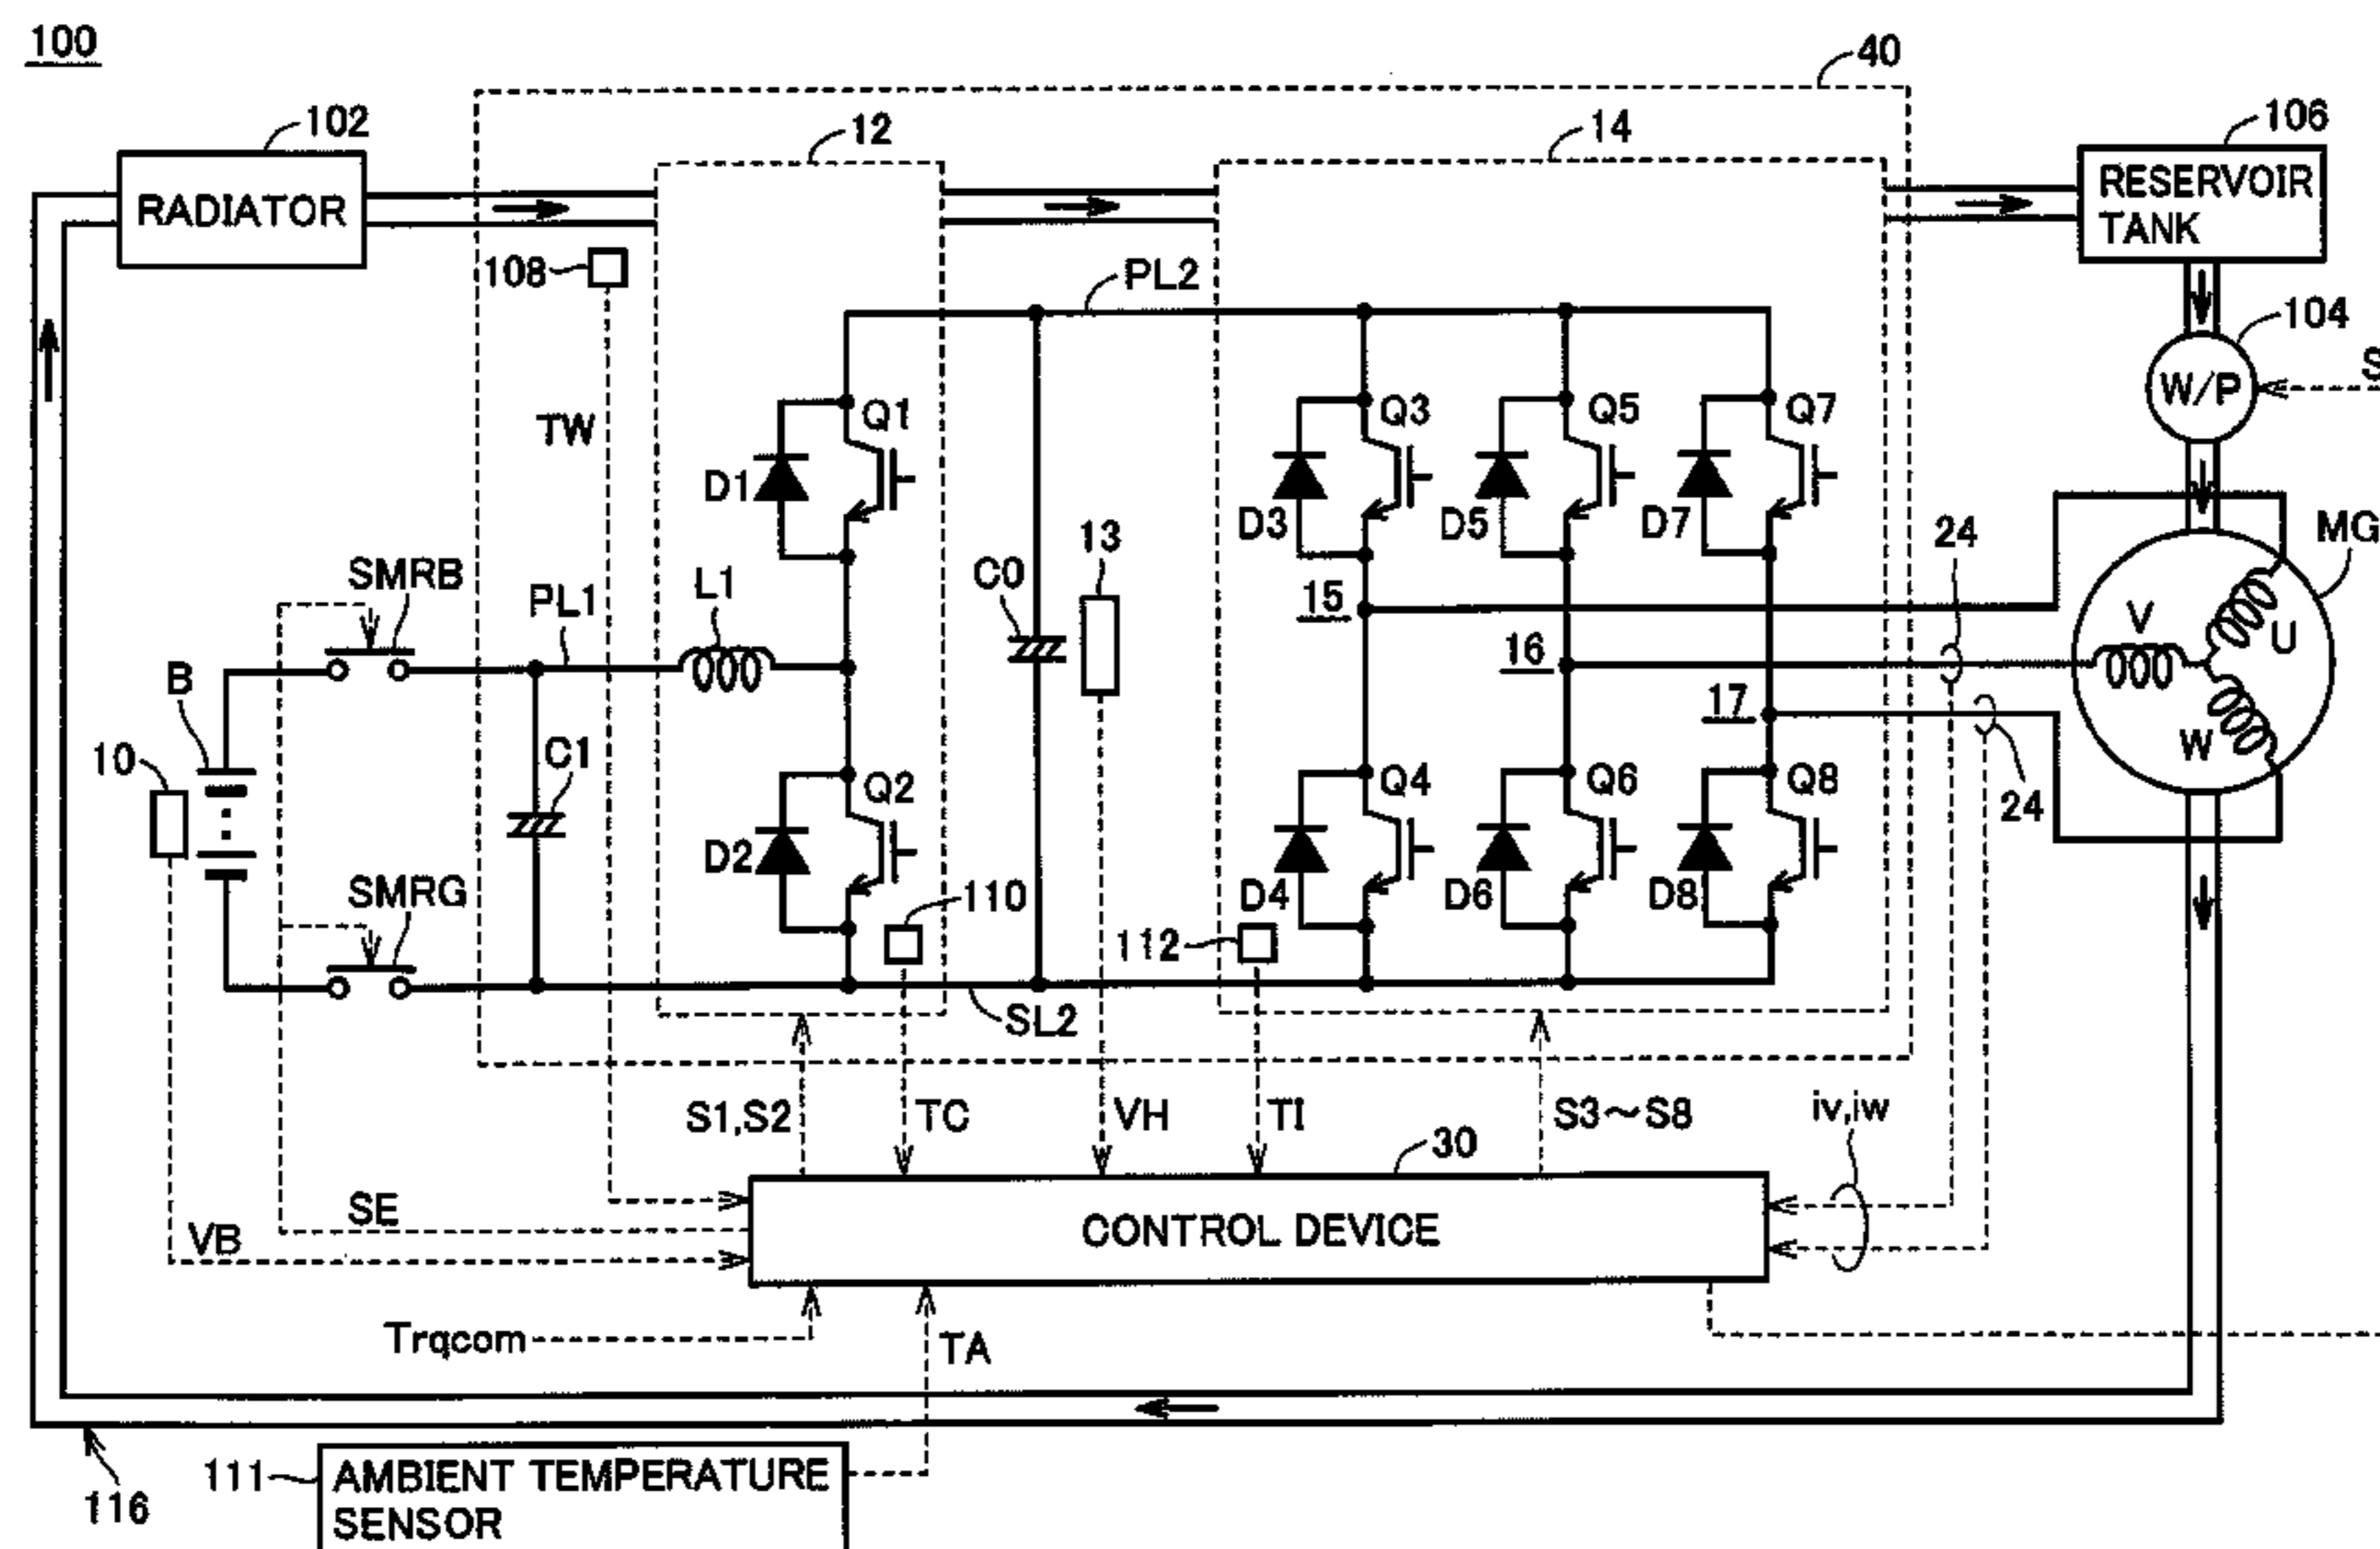 100
40
102
12
14
106
RADIATOR
RESERVOIR
TANK
108
PL2
104
W/P
S
TW
Q1
Q3
Q5
Q7
D1
D3
D5
D7
13
24
MG
SMRB
PL1
L1
C0
15
V
U
B
16
17
10
C1
W
Q2
Q4
Q6
Q8
24
D2
D4
D6
D8
SMRG
110
112
SL2
S1,S2
TC
VH
TI
S3～S8
iv,iw
30
SE
VB
CONTROL DEVICE
Trqcom
TA
111
AMBIENT TEMPERATURE
SENSOR
116